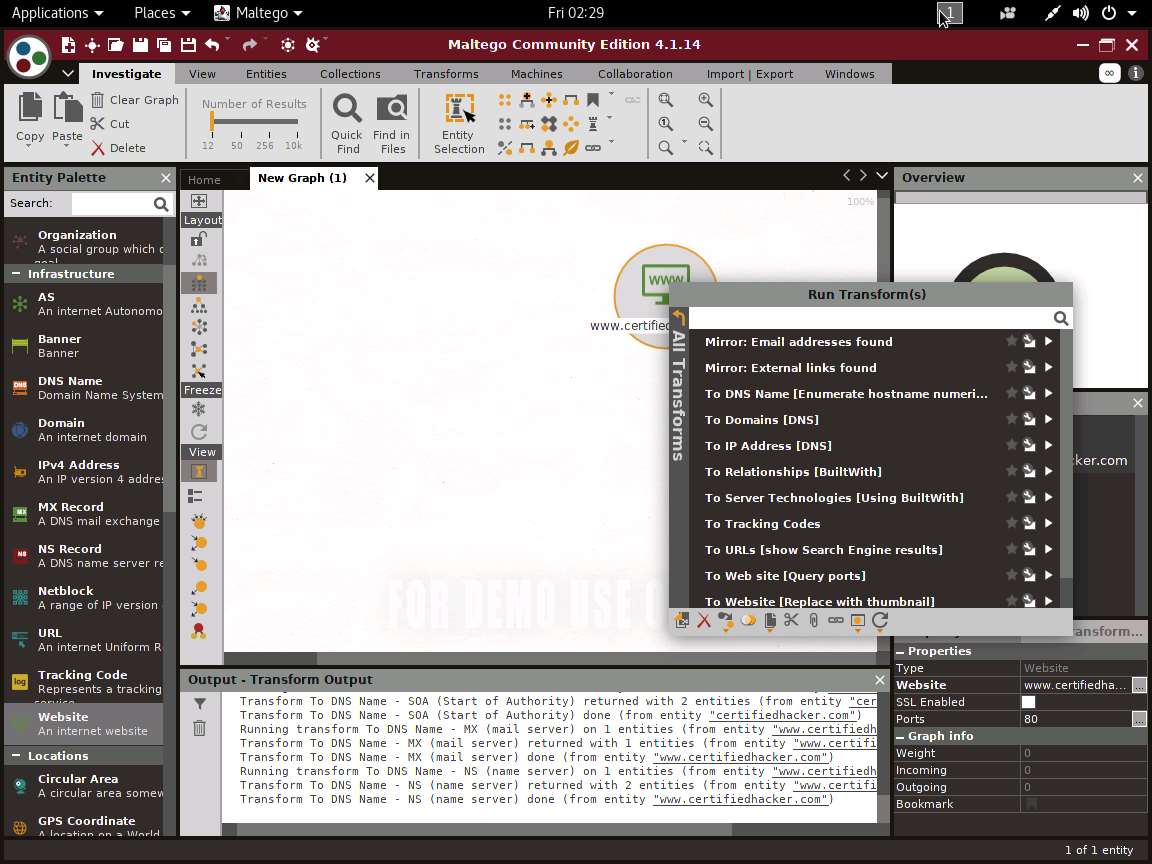 Applications
Places
Maltego
Fri 02:29
1
Maltego Community Edition 4.1.14
Investigate
View
Entities
Collections
Transforms
Machines
Collaboration
Import | Export
Windows
Copy
Paste
Clear Graph
Cut
Delete
Number of Results
12 50 256 10k
Quick Find
Find in Files
Entity Selection
Entity Palette
Search:
Organization
A social group which o
goal
Infrastructure
AS
An internet Autonomo
Banner
Banner
DNS Name
Domain Name System
Domain
An internet domain
IPv4 Address
An IP version 4 addres
MX Record
A DNS mail exchange
NS Record
A DNS name server re
Netblock
A range of IP version
URL
An internet Uniform R
Tracking Code
Represents a tracking
service
Website
An internet website
Locations
Circular Area
A circular area somew
GPS Coordinate
A location on a World
Home
New Graph (1)
Layout
Freeze
View
100%
WWW
www.certified
FOR DEMO USE O
Run Transform(s)
All Transforms
Mirror: Email addresses found
Mirror: External links found
To DNS Name [Enumerate hostname numeri...
To Domains [DNS]
To IP Address [DNS]
To Relationships [BuiltWith]
To Server Technologies [Using BuiltWith]
To Tracking Codes
To URLs [show Search Engine results]
To Web site [Query ports]
To Website [Replace with thumbnail]
Output - Transform Output
Transform To DNS Name - SOA (Start of Authority) returned with 2 entities (from entity "cer
Transform To DNS Name - SOA (Start of Authority) done (from entity "certifiedhacker.com")
Running transform To DNS Name - MX (mail server) on 1 entities (from entity "www.certifiedh
Transform To DNS Name - MX (mail server) returned with 1 entities (from entity "www.certifi
Transform To DNS Name - MX (mail server) done (from entity "www.certifiedhacker.com")
Running transform To DNS Name - NS (name server) on 1 entities (from entity "www.certifiedh
Transform To DNS Name - NS (name server) returned with 2 entities (from entity "www.certifi
Transform To DNS Name - NS (name server) done (from entity "www.certifiedhacker.com")
Overview
ker.com
ansform...
Properties
Type Website
Website www.certifiedha... ...
SSL Enabled
Ports 80 ...
Graph info
Weight 0
Incoming 0
Outgoing 0
Bookmark
1 of 1 entity